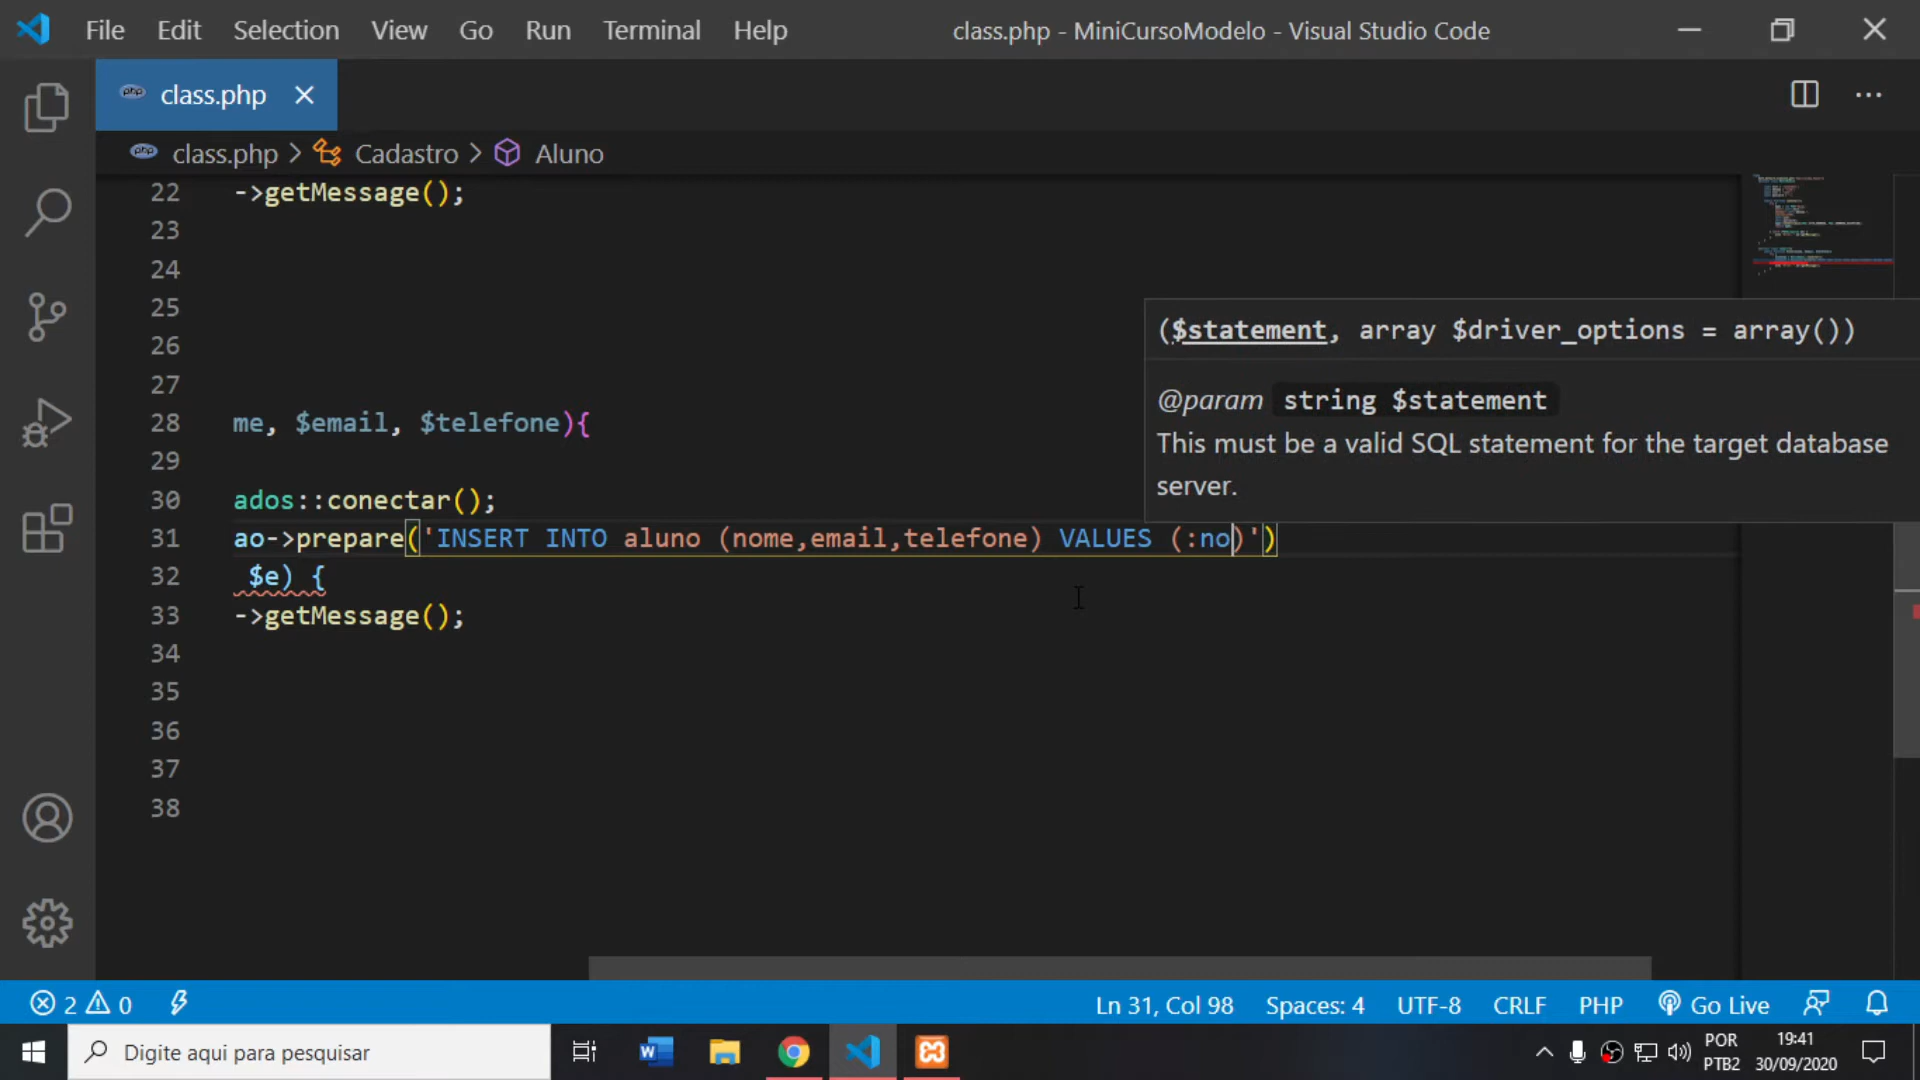 File Edit Selection View Go Run Terminal Help class.php - MiniCursoModelo - Visual Studio Code
php class.php
php class.php > Cadastro > Aluno
22 ->getMessage();
23
24
25
26
27
28 me, $email, $telefone){
29
30 ados::conectar();
31 ao->prepare('INSERT INTO aluno (nome,email,telefone) VALUES (:no)')
32 $e) {
33 ->getMessage();
34
35
36
37
38
($statement, array $driver_options = array())
@param string $statement
This must be a valid SQL statement for the target database
server.
2 0 Ln 31, Col 98 Spaces: 4 UTF-8 CRLF PHP Go Live
Digite aqui para pesquisar
POR
PTB2
19:41
30/09/2020